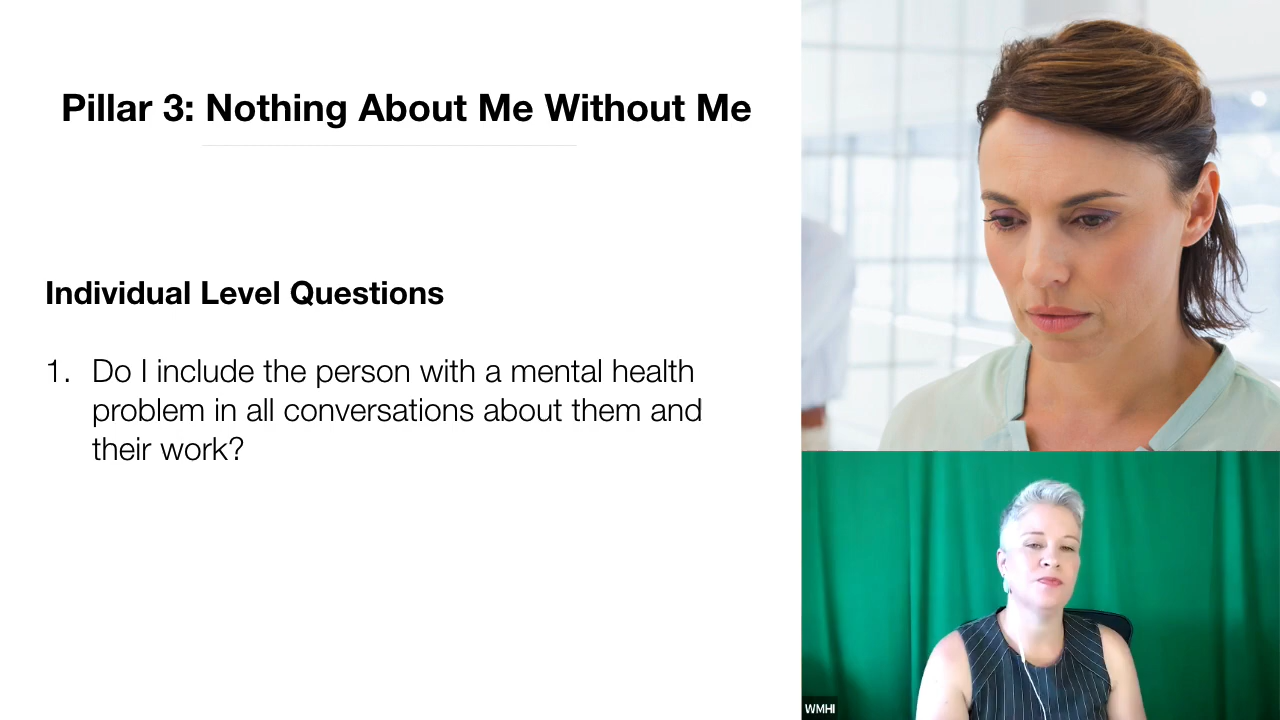 Pillar 3: Nothing About Me Without Me
Individual Level Questions
1. Do I include the person with a mental health
problem in all conversations about them and
their work?
WMHI